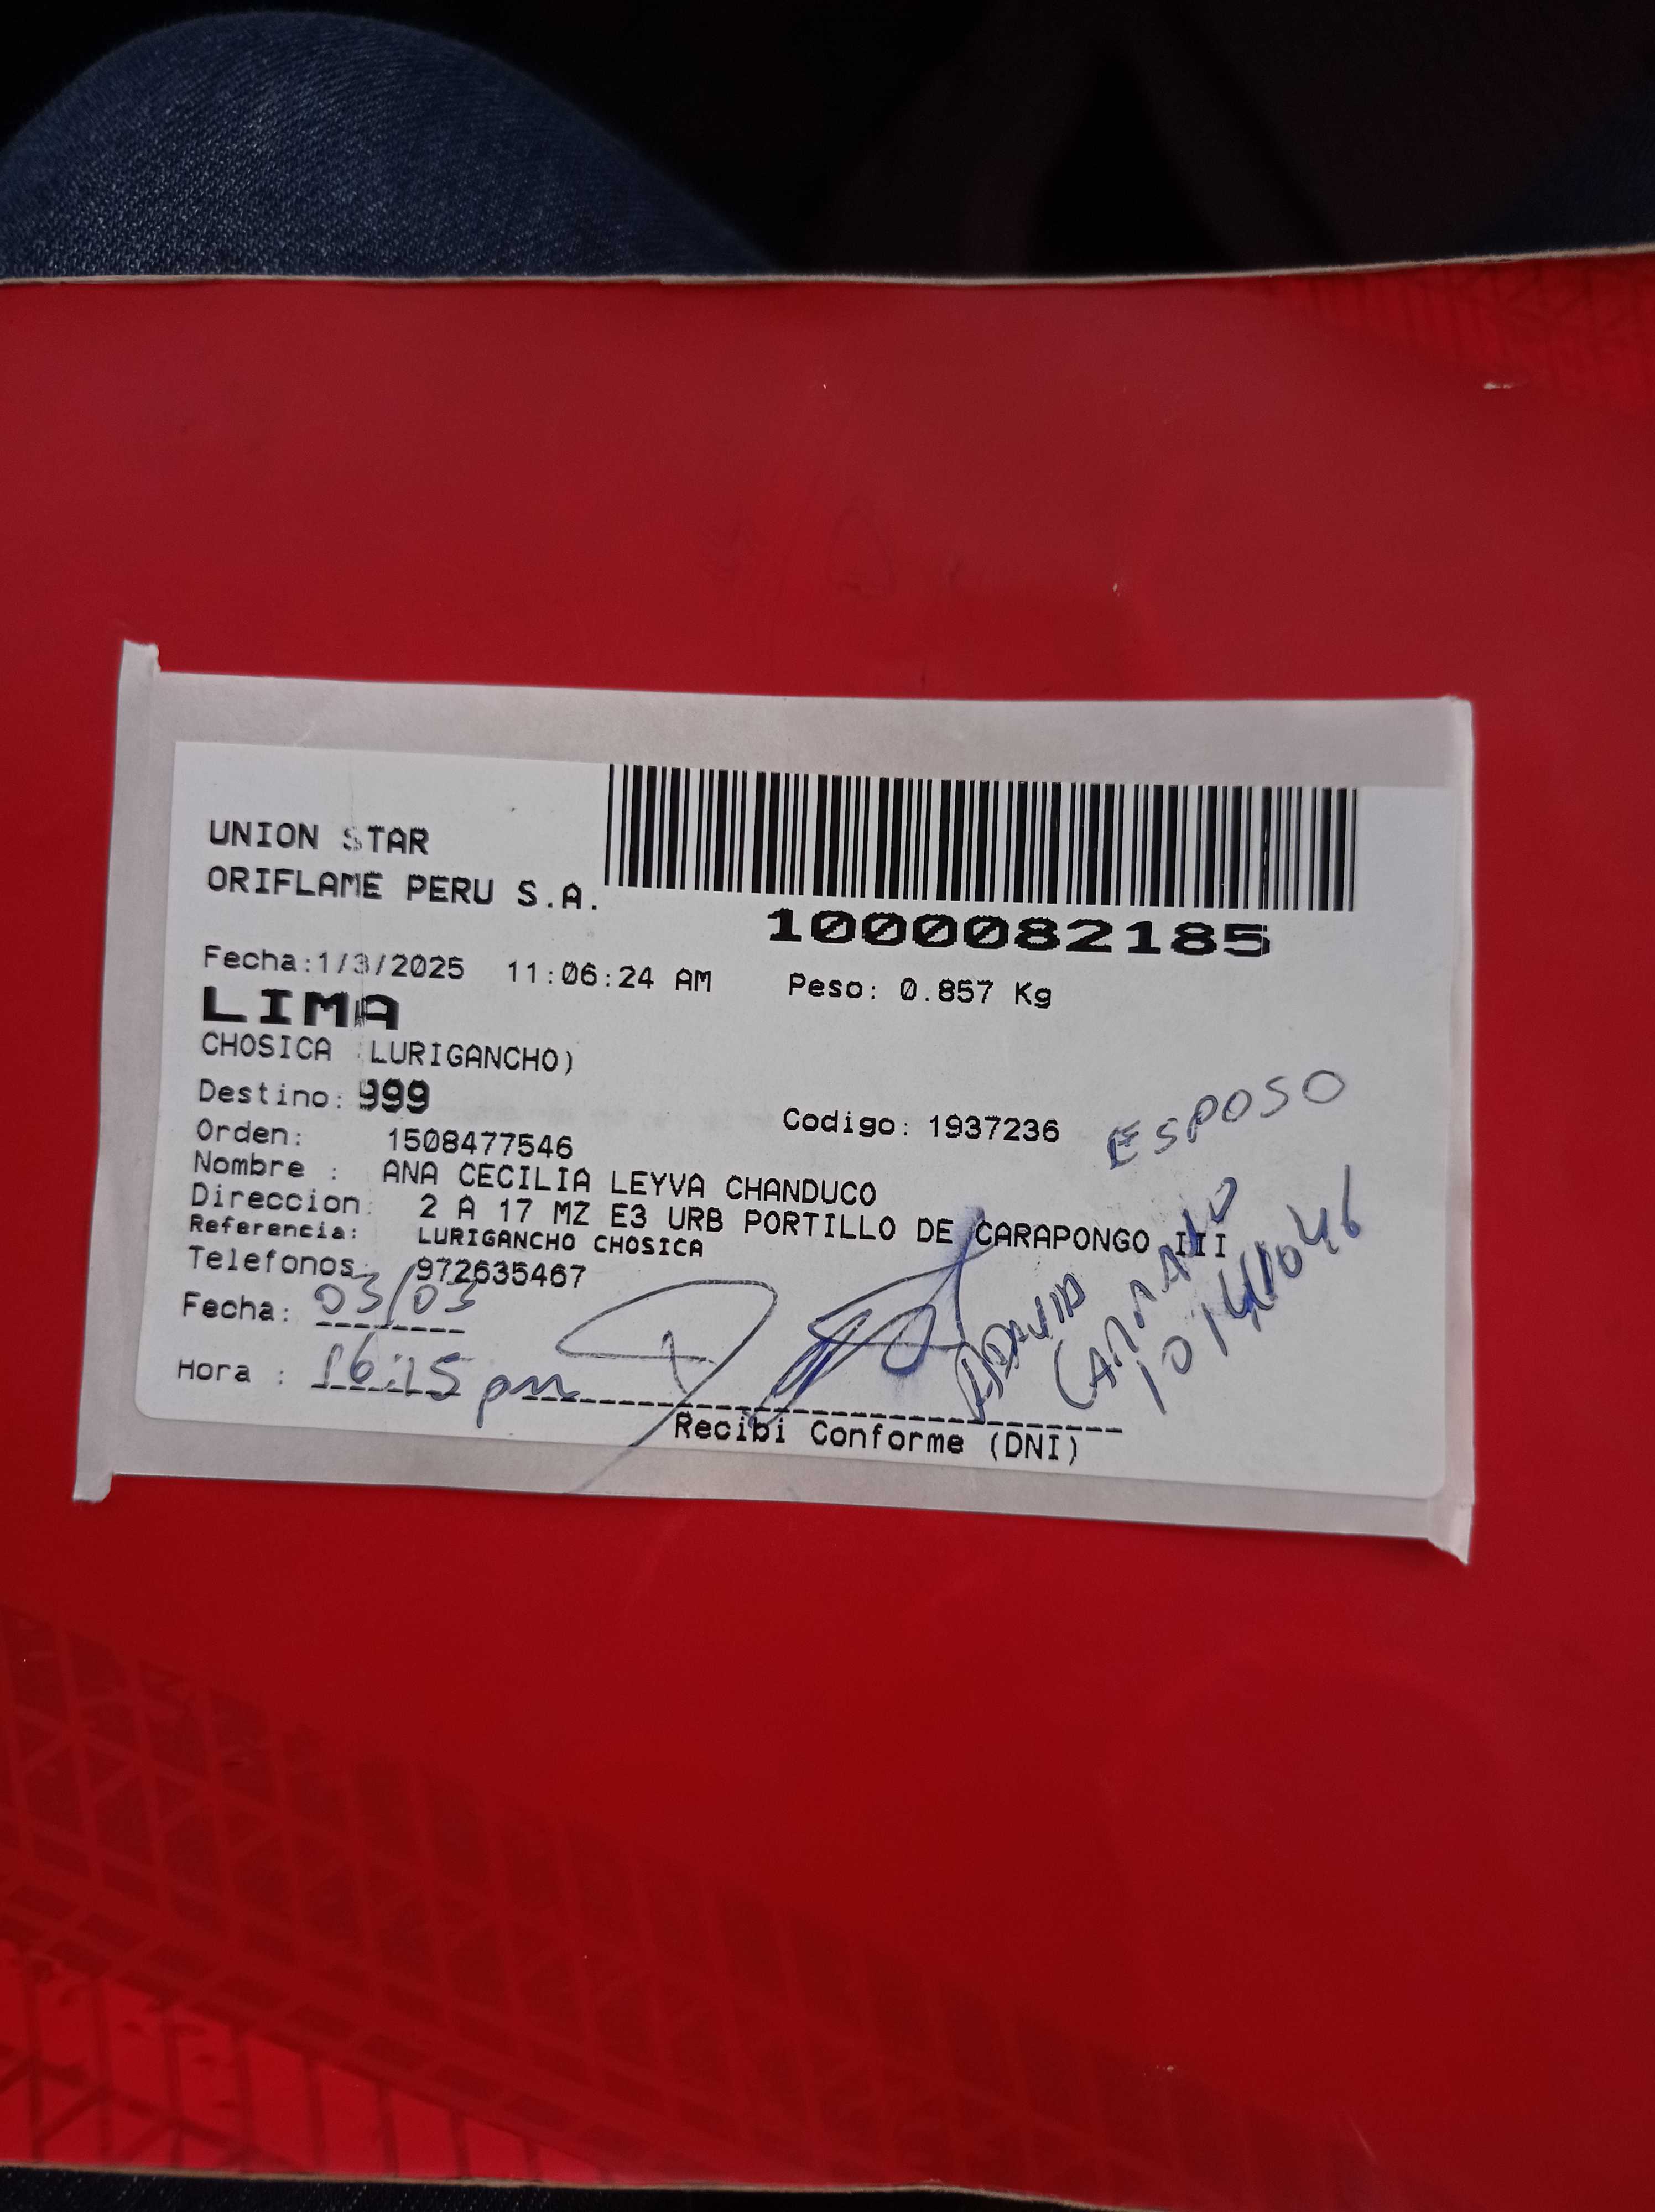 UNION STAR
ORIFLAME PERU S.A.
1000082185
Fecha:1/3/2025 11:06:24 AM Peso: 0.857 Kg
LIMA
CHOSICA LURIGANCHO)
Destino: 999
Codigo: 1937236
ESPOSO
Orden: 1508477546
Nombre : ANA CECILIA LEYVA CHANDUCO
Direccion: 2 A 17 MZ E3 URB PORTILLO DE CARAPONGO III
Referencia: LURIGANCHO CHOSICA
Telefonos: 972635467
Fecha: 03/03
Hora : 16:15 pm
Recibi Conforme (DNI)